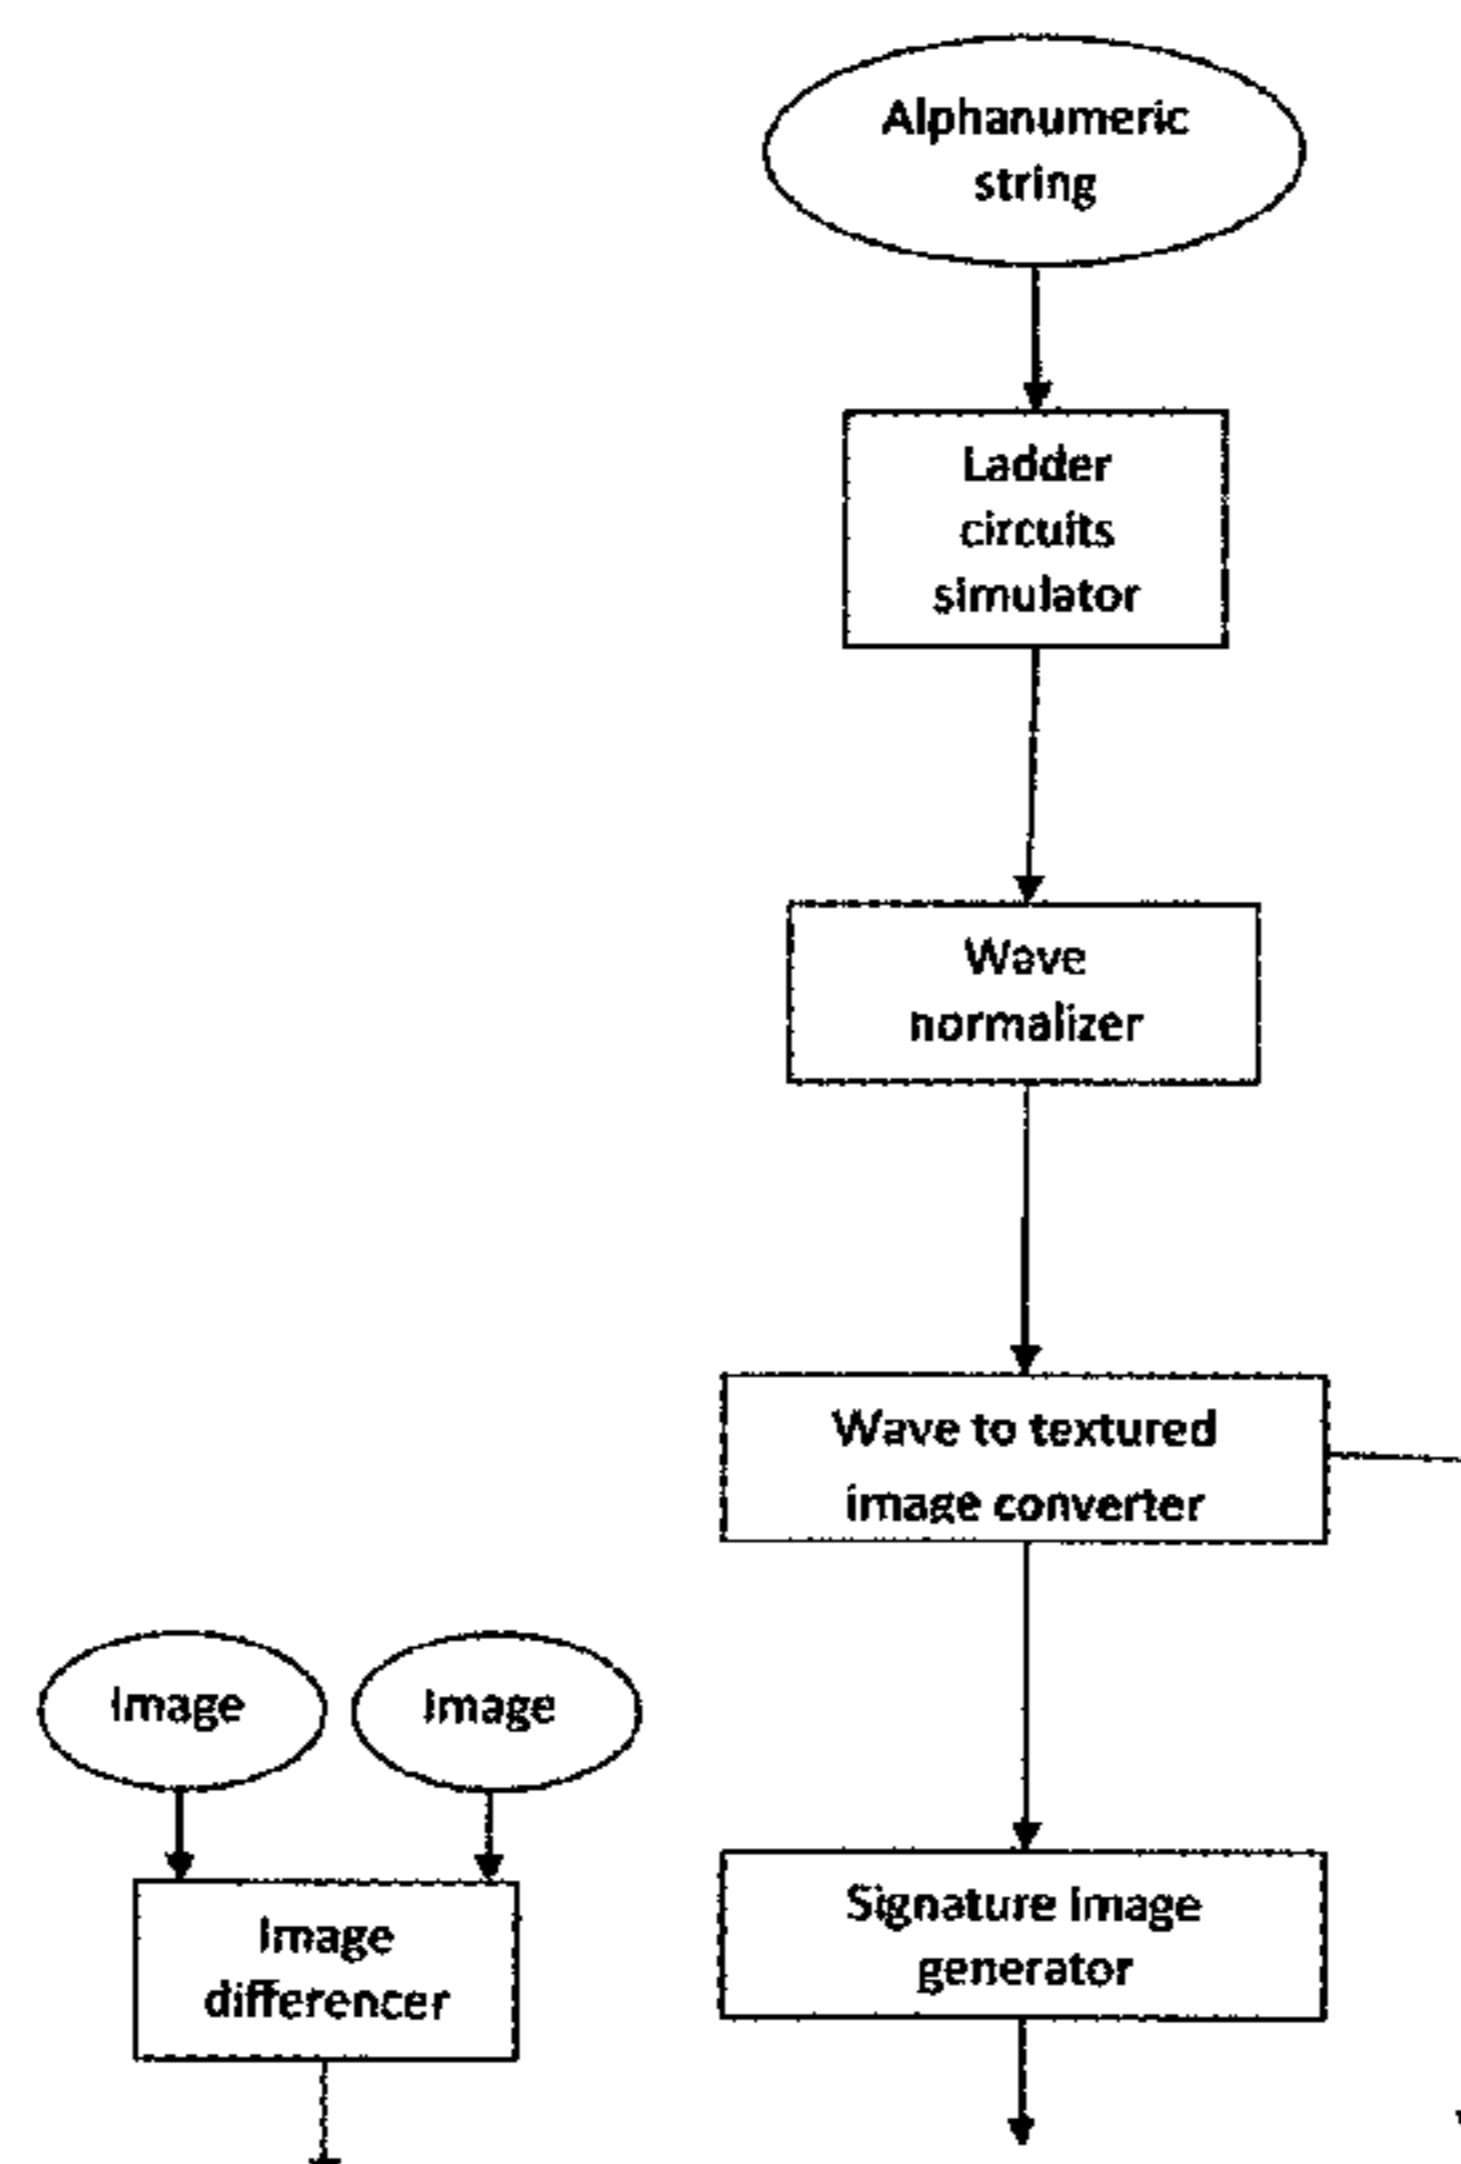 Alphanumeric
string
Ladder
circuits
simulator
Wave
normalizer
Wave to textured
image converter
Image
Image
Image
differencer
Signature image
generator